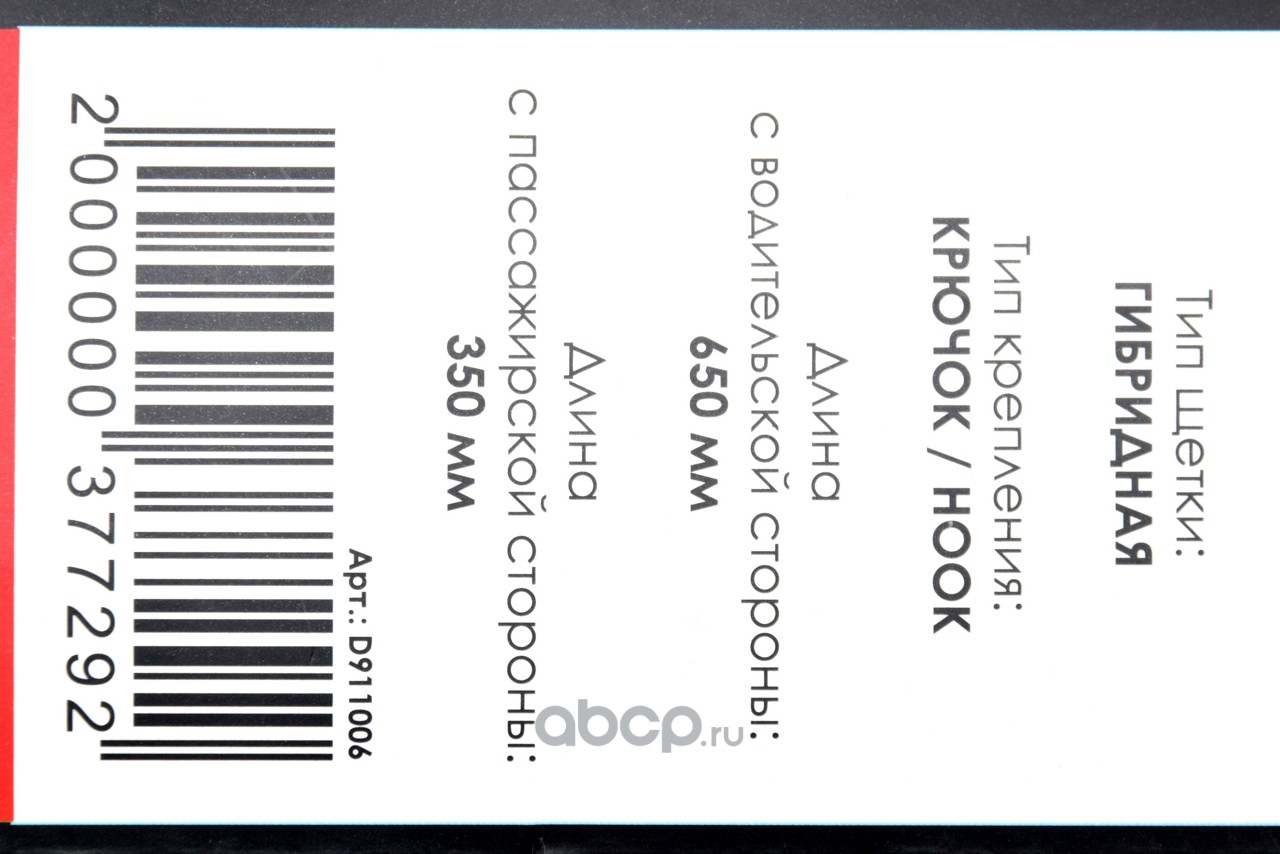 Тип щетки:
ГИБРИДНАЯ
Тип крепления:
КРЮЧОК / HOOK
Длина
с водительской стороны:
650 мм
Длина
с пассажирской стороны:
350 мм
Арт.: D911006
2 000000 377292
abcp.ru